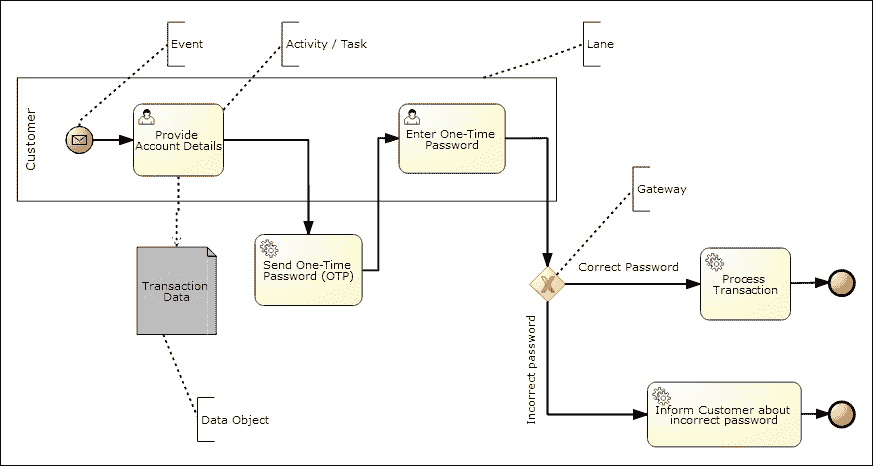 Event
Activity / Task
Lane
Customer
Provide
Account Details
Enter One-Time
Password
Gateway
Send One-Time
Password (OTP)
Correct Password
Process
Transaction
Transaction
Data
Incorrect password
Inform Customer about
incorrect password
Data Object